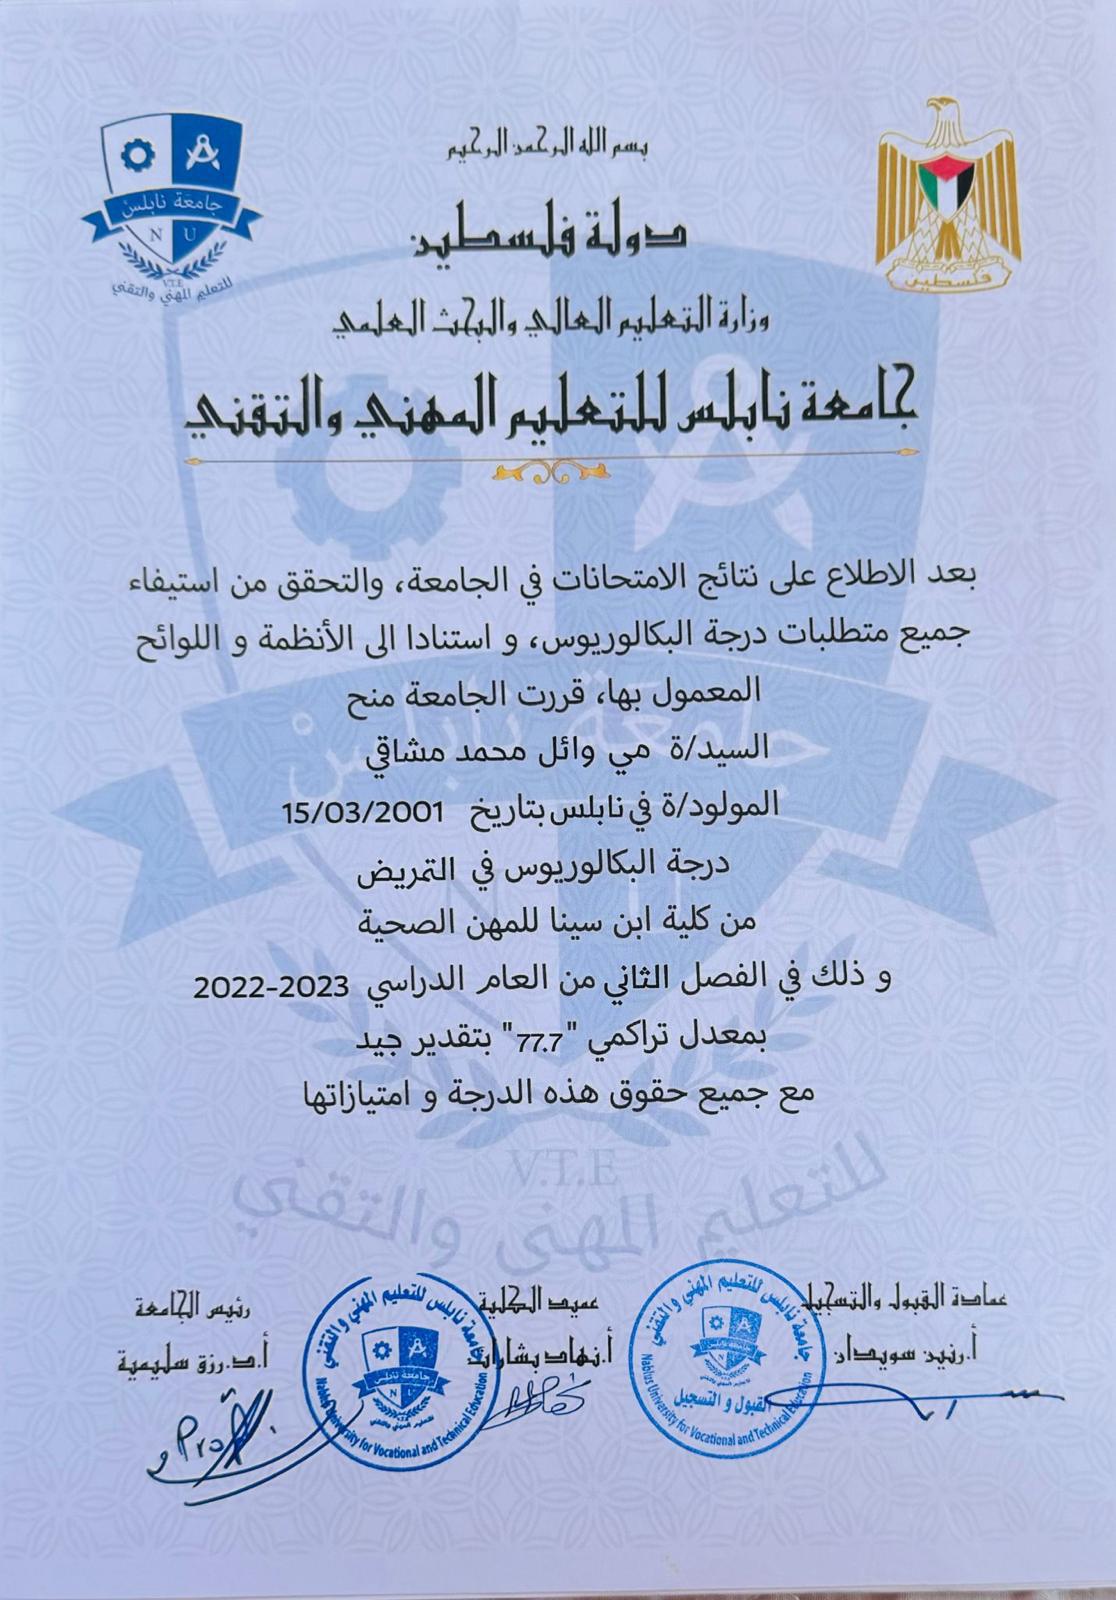 بسم الله الرحمن الرحيم
دولة فلسطين
وزارة التعليم العالي والبحث العلمي
جامعة نابلس للتعليم المهني والتقني
جامعة نابلس
N U
V.T.E
للتعليم المهني والتقني
فلسطين
بعد الاطلاع على نتائج الامتحانات في الجامعة، والتحقق من استيفاء
جميع متطلبات درجة البكالوريوس، و استنادا الى الأنظمة و اللوائح
المعمول بها، قررت الجامعة منح
السيد/ة مي وائل محمد مشاقي
المولود/ة في نابلس بتاريخ 15/03/2001
درجة البكالوريوس في التمريض
من كلية ابن سينا للمهن الصحية
و ذلك في الفصل الثاني من العام الدراسي 2022-2023
بمعدل تراكمي "77.7" بتقدير جيد
مع جميع حقوق هذه الدرجة و امتيازاتها
جامعة نابلس
V.T.E
للتعليم المهني والتقني
عمادة القبول والتسجيل
أ.رنين سويدان
عميد الكلية
أ.نهاد بشارات
رئيس الجامعة
أ.د.رزق سليمية
جامعة نابلس للتعليم المهني والتقني
القبول و التسجيل
Nablus University for Vocational and Technical Education
جامعة نابلس للتعليم المهني والتقني
Nablus University for Vocational and Technical Education